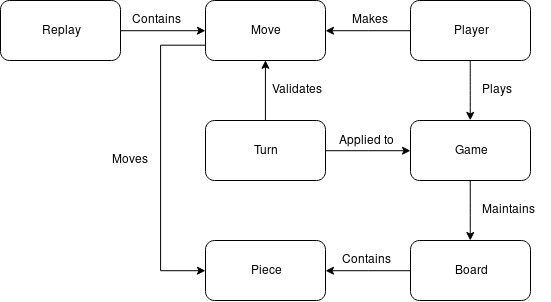 Replay
Contains
Move
Makes
Player
Validates
Plays
Moves
Turn
Applied to
Game
Maintains
Piece
Contains
Board